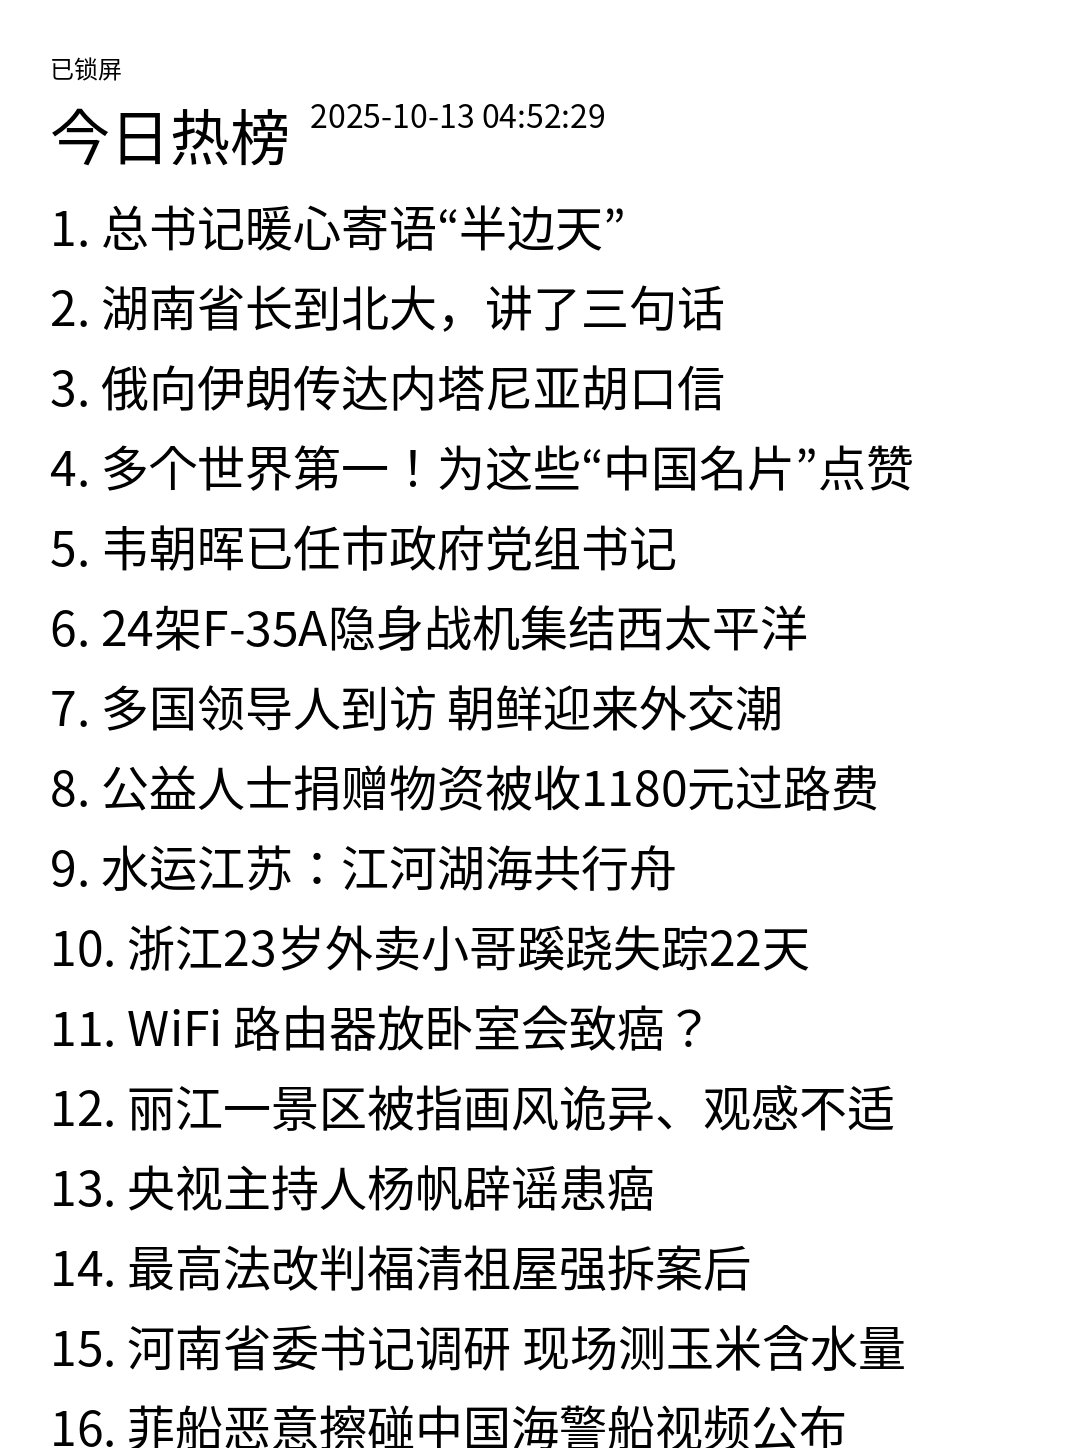 已锁屏
今日热榜 2025-10-13 04:52:29
1. 总书记暖心寄语“半边天”
2. 湖南省长到北大，讲了三句话
3. 俄向伊朗传达内塔尼亚胡口信
4. 多个世界第一！为这些“中国名片”点赞
5. 韦朝晖已任市政府党组书记
6. 24架F-35A隐身战机集结西太平洋
7. 多国领导人到访 朝鲜迎来外交潮
8. 公益人士捐赠物资被收1180元过路费
9. 水运江苏：江河湖海共行舟
10. 浙江23岁外卖小哥蹊跷失踪22天
11. WiFi 路由器放卧室会致癌？
12. 丽江一景区被指画风诡异、观感不适
13. 央视主持人杨帆辟谣患癌
14. 最高法改判福清祖屋强拆案后
15. 河南省委书记调研 现场测玉米含水量
16. 菲船恶意擦碰中国海警船视频公布